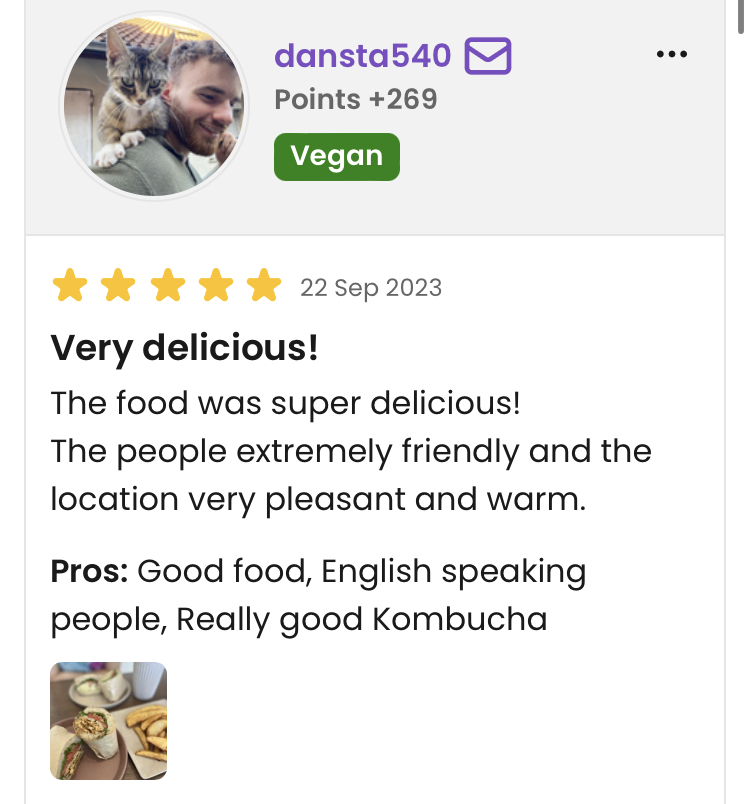 dansta540
Points +269
Vegan
22 Sep 2023
Very delicious!
The food was super delicious!
The people extremely friendly and the
location very pleasant and warm.
Pros: Good food, English speaking
people, Really good Kombucha